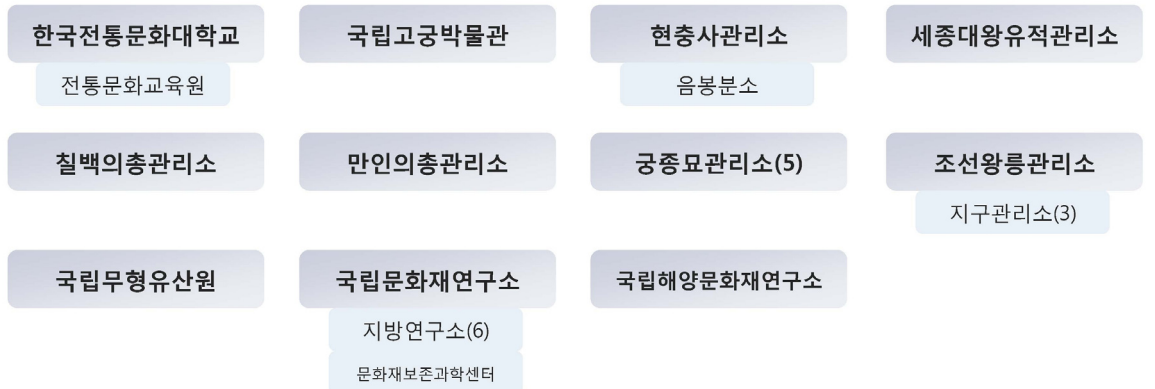 한국전통문화대학교
전통문화교육원
국립고궁박물관
현충사관리소
음봉분소
세종대왕유적관리소
칠백의총관리소
만인의총관리소
궁종묘관리소(5)
조선왕릉관리소
지구관리소(3)
국립무형유산원
국립문화재연구소
지방연구소(6)
문화재보존과학센터
국립해양문화재연구소